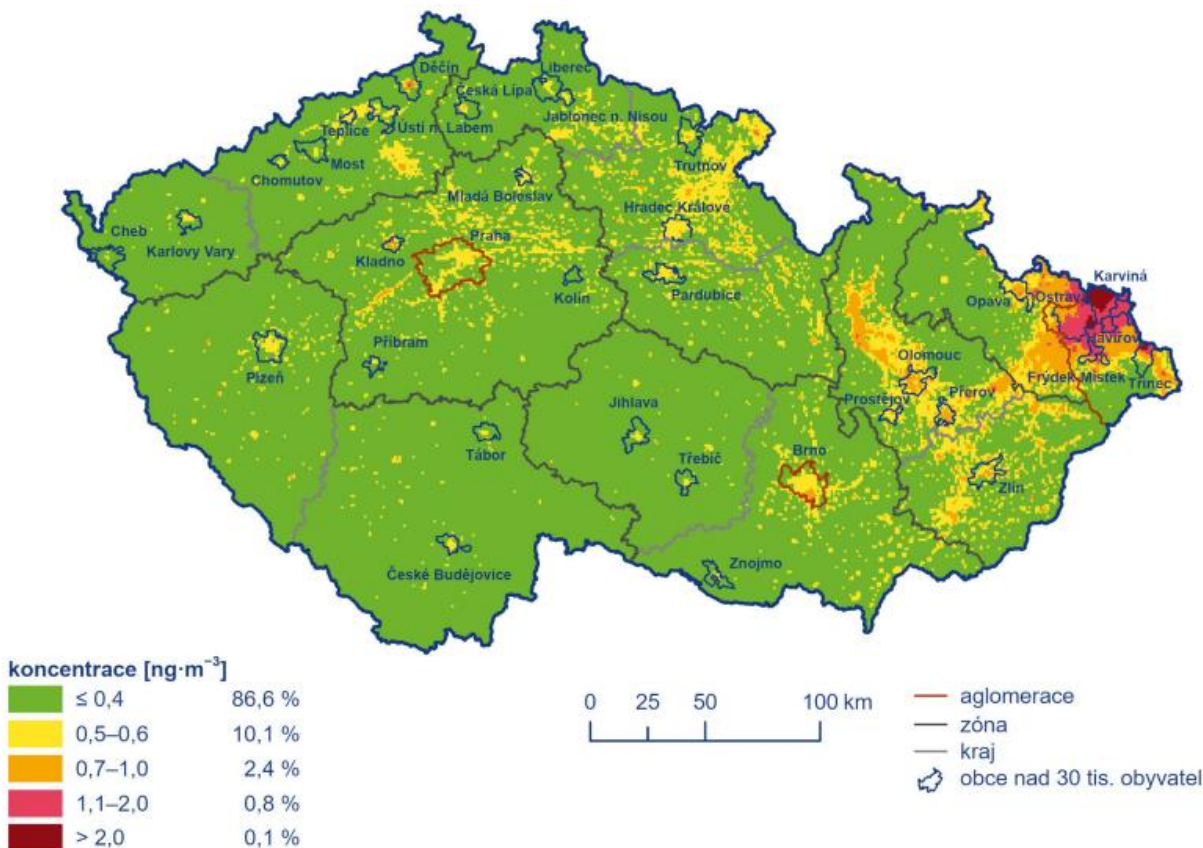 Děčín
Liberec
Česká Lípa
Jablonec n. Nisou
Teplice
Ústí n. Labem
Most
Trutnov
Chomutov
Mladá Boleslav
Hradec Králové
Cheb
Karlovy Vary
Praha
Kladno
Karviná
Kolín
Pardubice
Opava
Ostrava
Havířov
Příbram
Plzeň
Olomouc
Frýdek-Místek
Třinec
Prostějov
Přerov
Jihlava
Tábor
Třebíč
Brno
Zlín
České Budějovice
Znojmo
koncentrace [ng·m⁻³]
≤ 0,4 86,6 %
0,5–0,6 10,1 %
0,7–1,0 2,4 %
1,1–2,0 0,8 %
> 2,0 0,1 %
0 25 50 100 km
aglomerace
zóna
kraj
obce nad 30 tis. obyvatel